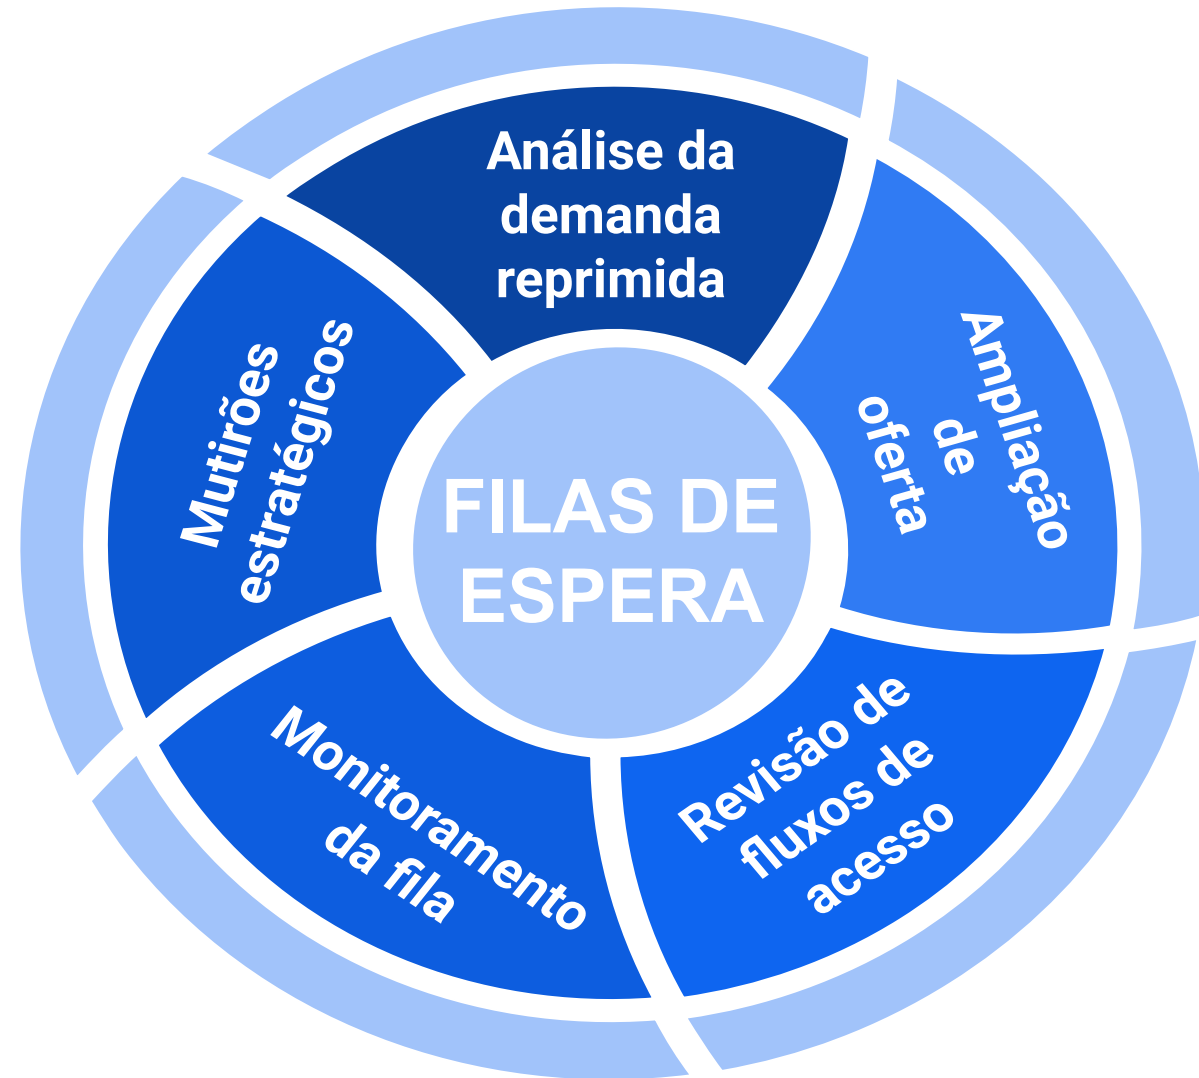 Análise da
demanda
reprimida
Ampliação
de
oferta
Revisão de
fluxos de
acesso
Monitoramento
da fila
Mutirões
estratégicos
FILAS DE
ESPERA